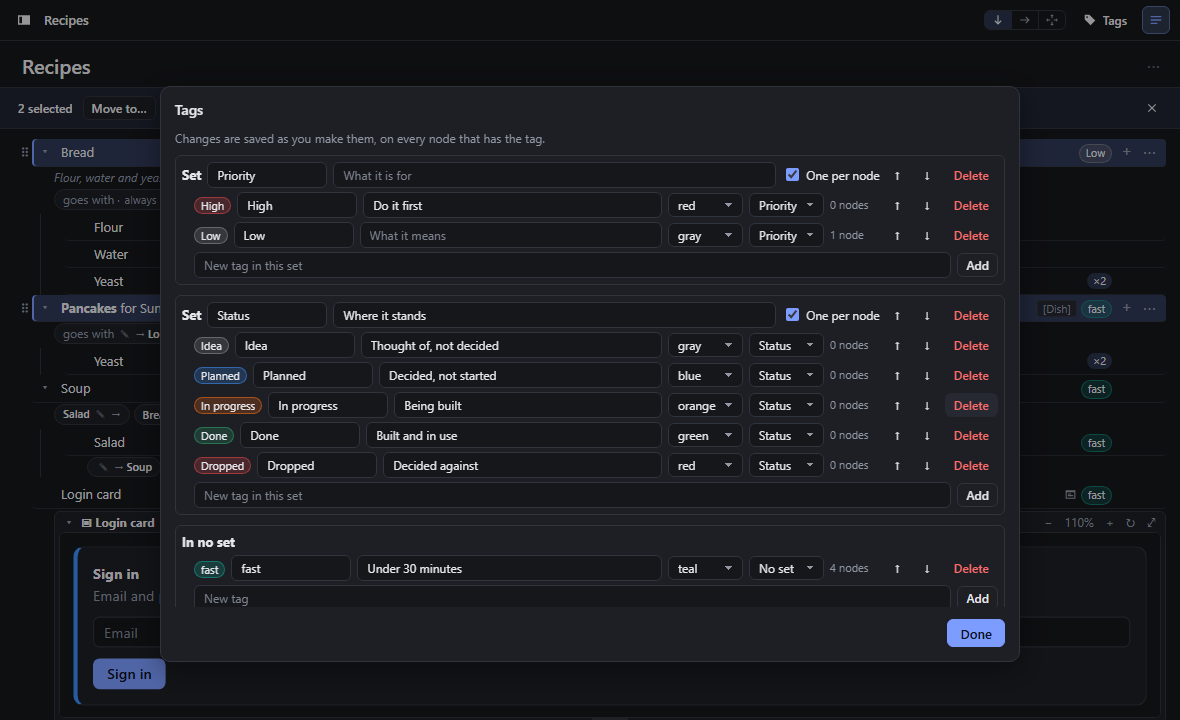 Recipes
Tags
Recipes
2 selected Move to...
Tags
Changes are saved as you make them, on every node that has the tag.
Bread Low
Flour, water and yeas
goes with · always
Flour
Water
Yeast ×2
Pancakes for Sun [Dish] fast
goes with → Lo
Yeast ×2
Soup fast
Salad → Brea
Salad fast
→ Soup
Login card fast
Login card − 110% +
Sign in
Email and
Email
Sign in
Set Priority What it is for One per node ↑ ↓ Delete
High High Do it first red Priority 0 nodes ↑ ↓ Delete
Low Low What it means gray Priority 1 node ↑ ↓ Delete
New tag in this set Add
Set Status Where it stands One per node ↑ ↓ Delete
Idea Idea Thought of, not decided gray Status 0 nodes ↑ ↓ Delete
Planned Planned Decided, not started blue Status 0 nodes ↑ ↓ Delete
In progress In progress Being built orange Status 0 nodes ↑ ↓ Delete
Done Done Built and in use green Status 0 nodes ↑ ↓ Delete
Dropped Dropped Decided against red Status 0 nodes ↑ ↓ Delete
New tag in this set Add
In no set
fast fast Under 30 minutes teal No set 4 nodes ↑ ↓ Delete
New tag Add
Done